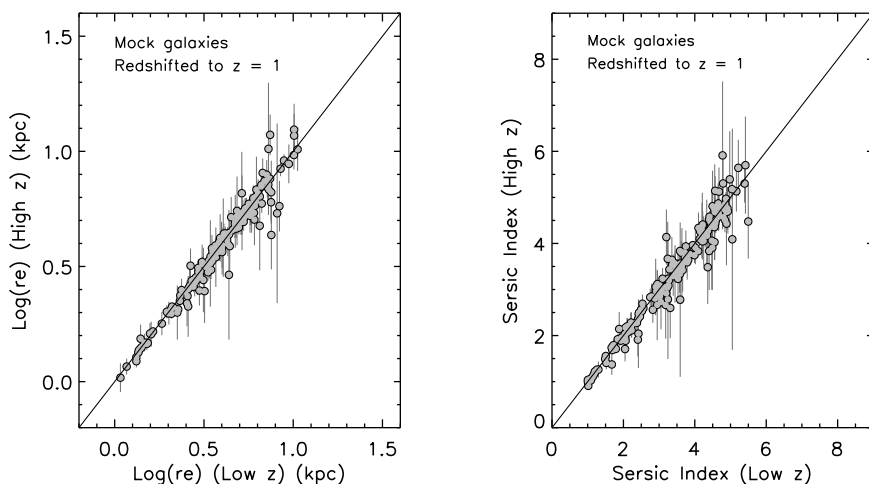 Mock galaxies
Redshifted to z = 1
Log(re) (High z) (kpc)
1.5
1.0
0.5
0.0
0.0 0.5 1.0 1.5
Log(re) (Low z) (kpc)
Mock galaxies
Redshifted to z = 1
Sersic Index (High z)
8
6
4
2
0
0 2 4 6 8
Sersic Index (Low z)